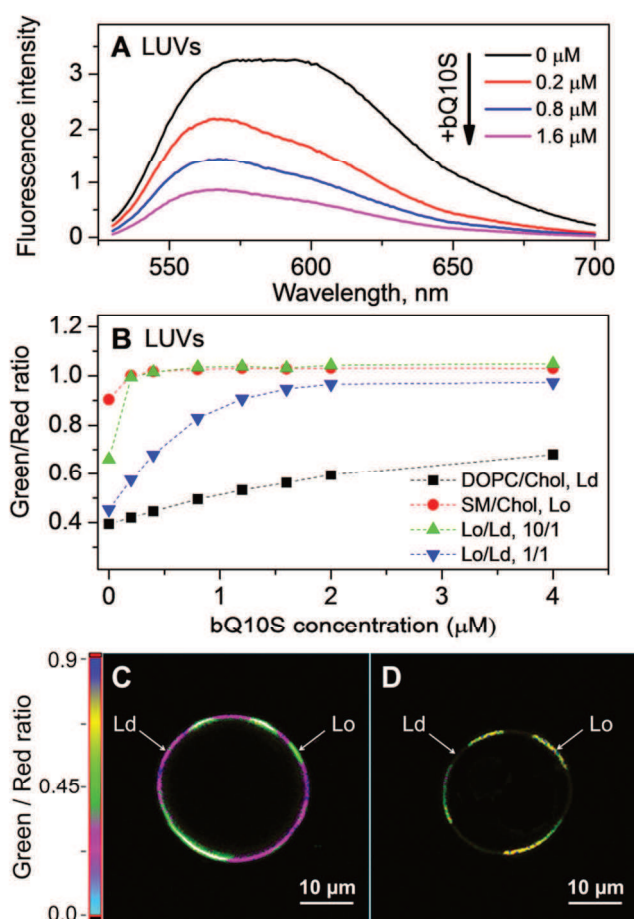 A LUVs
Fluorescence intensity
3
2
1
0
550
600
650
700
Wavelength, nm
+bQ10S
0 μM
0.2 μM
0.8 μM
1.6 μM
B LUVs
Green/Red ratio
1.2
1.0
0.8
0.6
0.4
0
1
2
3
4
bQ10S concentration (μM)
DOPC/Chol, Ld
SM/Chol, Lo
Lo/Ld, 10/1
Lo/Ld, 1/1
Green / Red ratio
0.9
0.45
0.0
C
Ld
Lo
10 μm
D
Ld
Lo
10 μm